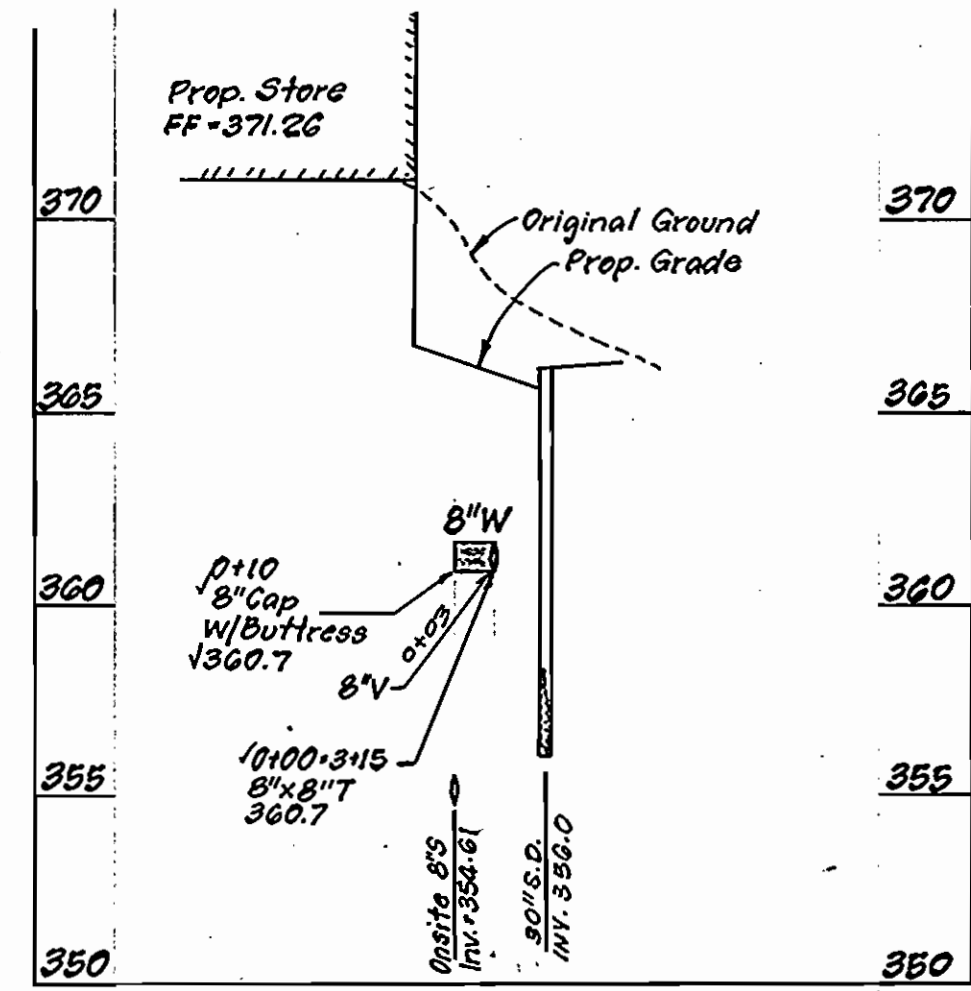 Prop. Store
FF = 371.26
370
370
Original Ground
Prop. Grade
365
365
8"W
√0+10
8"Cap
W/Buttress
√360.7
360
360
0+03
8"V
√0+00=3+15
8"x8"T
360.7
355
355
Onsite 8"S
Inv.=354.61
30" S.D.
INV. 356.0
350
350